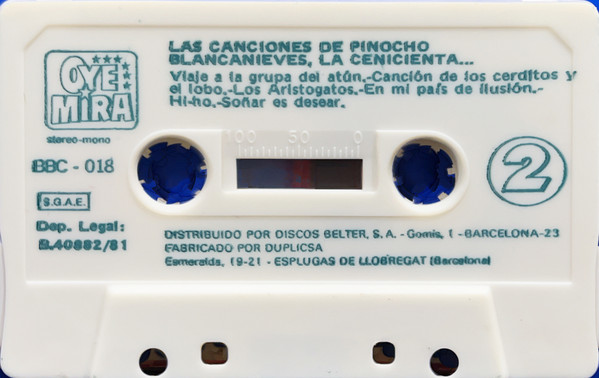 OYE
MIRA
stereo-mono
BBC - 018
S.G.A.E.
Dep. Legal:
B.40882/81
LAS CANCIONES DE PINOCHO
BLANCANIEVES, LA CENICIENTA...
Viaje a la grupa del atún.-Canción de los cerditos y
el lobo.-Los Aristogatos.-En mi país de ilusión.-
Hi-ho.-Soñar es desear.
100 50 0
2
DISTRIBUIDO POR DISCOS BELTER, S. A. - Gomis, 1 - BARCELONA-23
FABRICADO POR DUPLICSA
Esmeralda, 19-21 - ESPLUGAS DE LLOBREGAT (Barcelona)